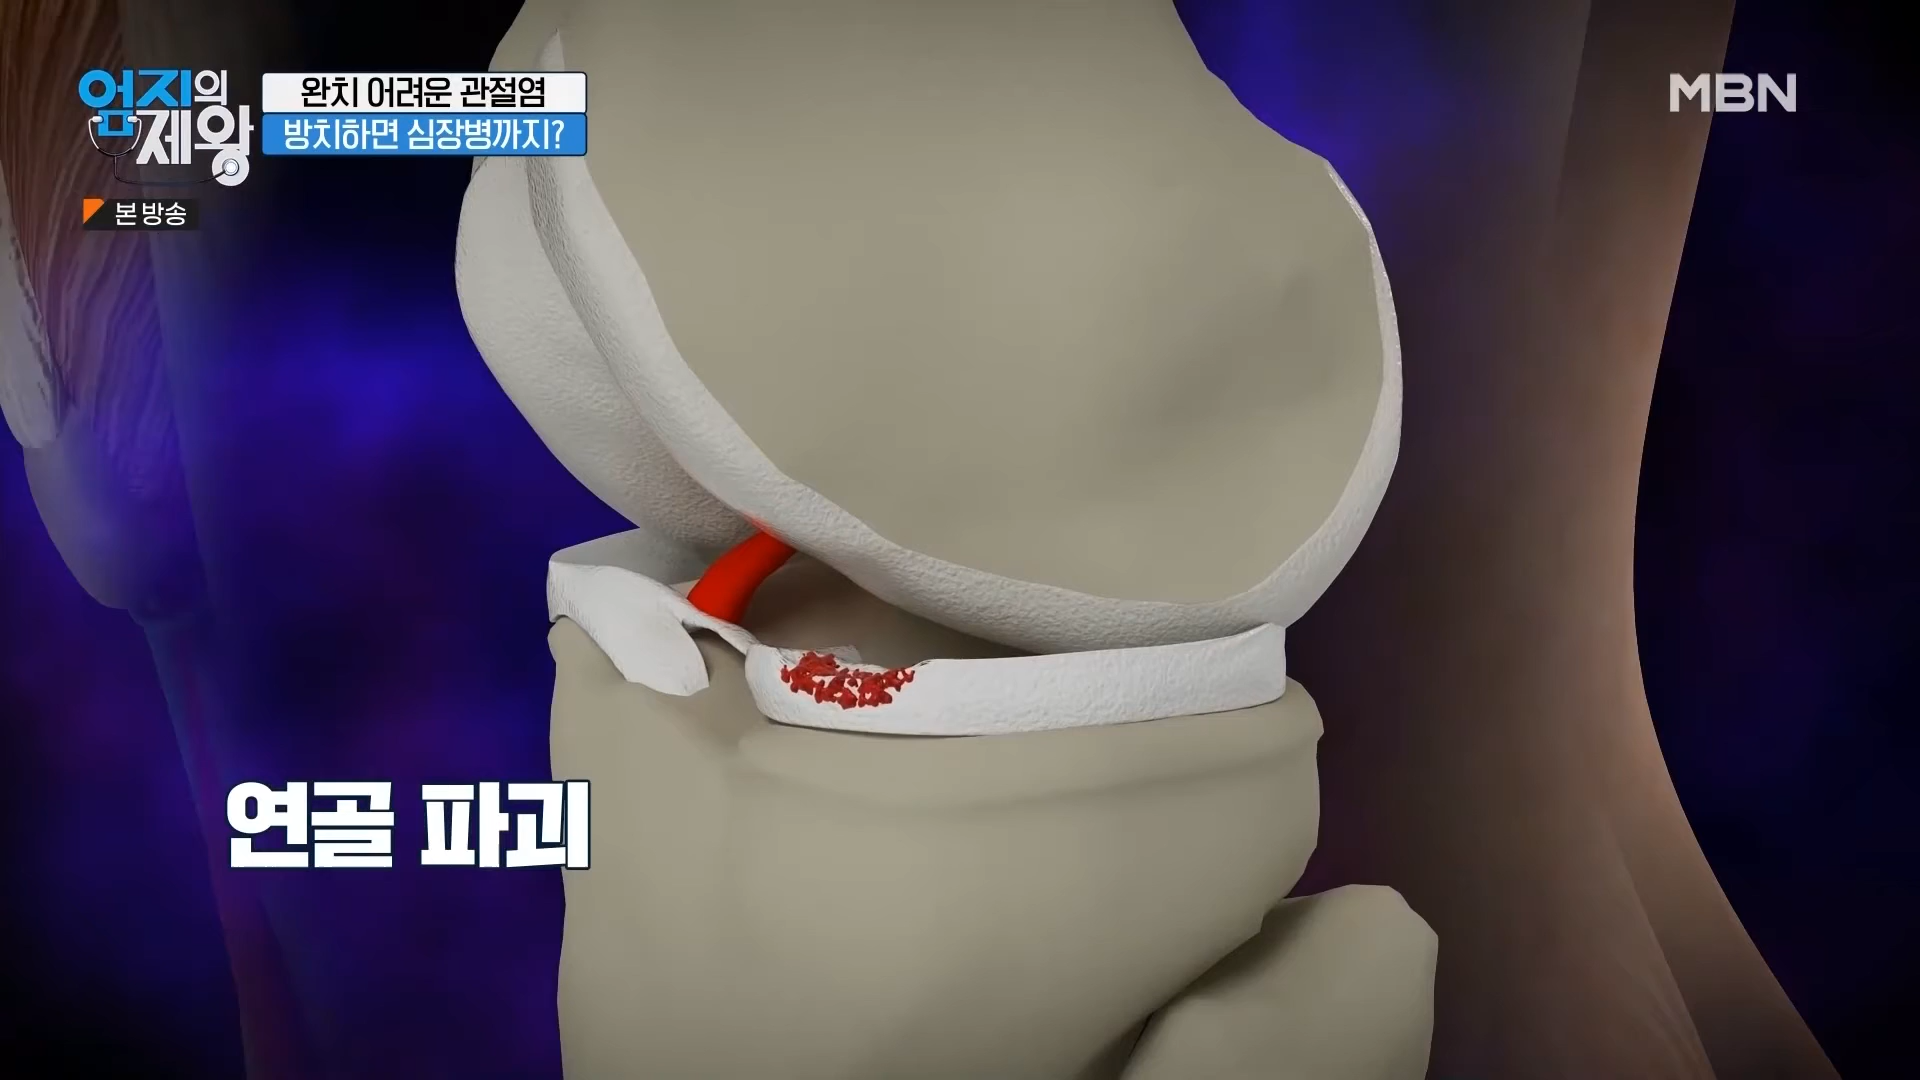 엄지의
제왕
완치 어려운 관절염
방치하면 심장병까지?
MBN
본 방송
연골 파괴